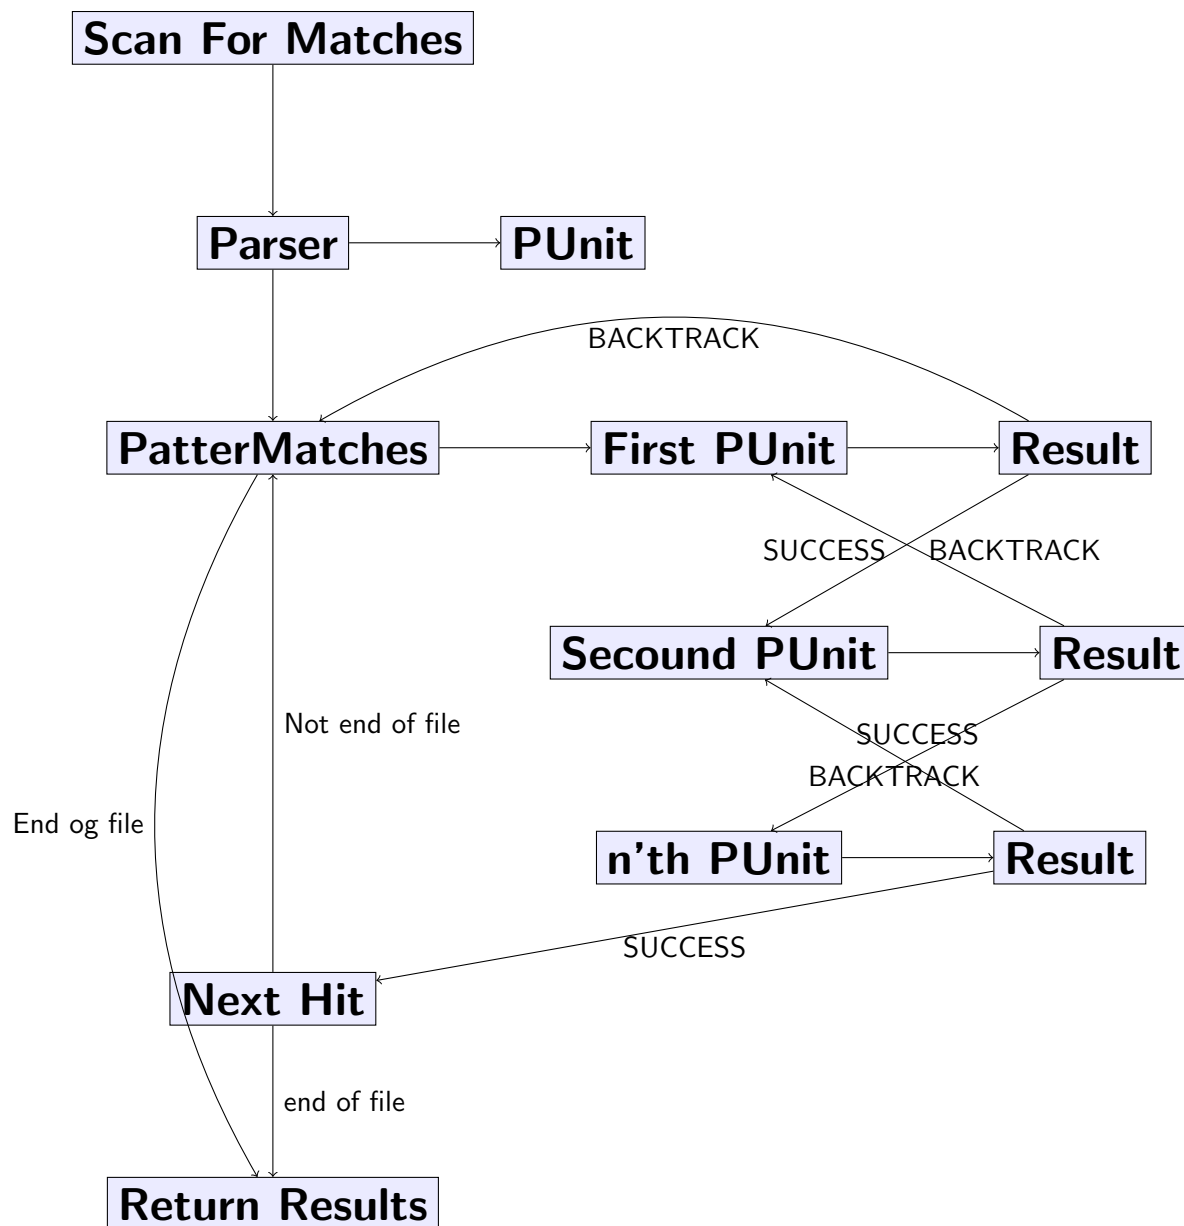 Scan For Matches
Parser
PUnit
BACKTRACK
PatterMatches
First PUnit
Result
SUCCESS
BACKTRACK
Secound PUnit
Result
Not end of file
SUCCESS
BACKTRACK
End og file
n'th PUnit
Result
SUCCESS
Next Hit
end of file
Return Results